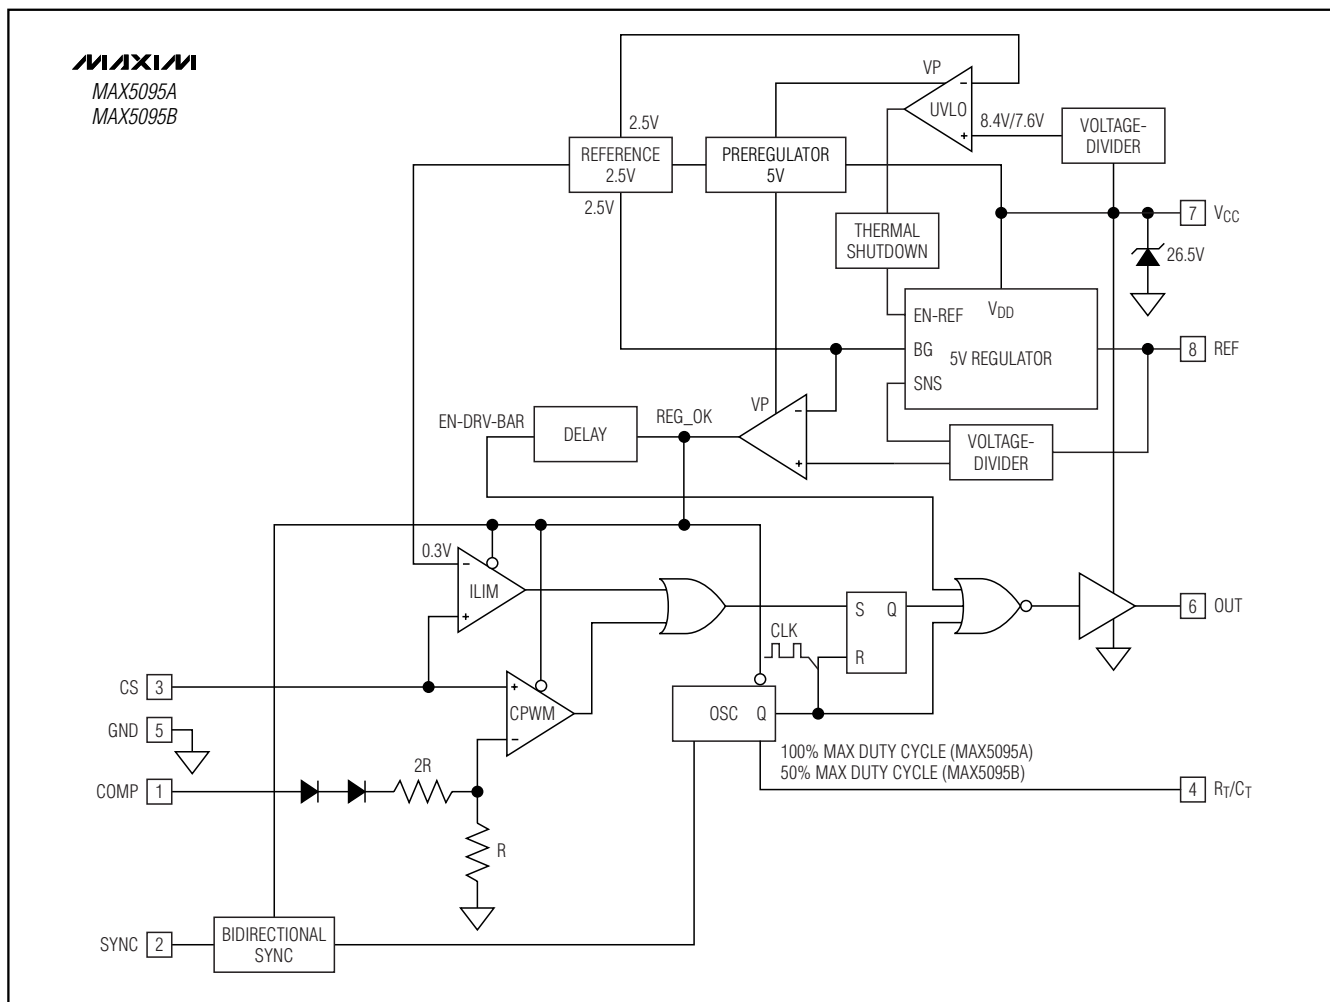 MAXIM
MAX5095A
MAX5095B
VP
2.5V
UVLO
8.4V/7.6V
VOLTAGE-
DIVIDER
REFERENCE
2.5V
PREREGULATOR
5V
2.5V
THERMAL
SHUTDOWN
7
VCC
26.5V
VDD
EN-REF
BG
5V REGULATOR
SNS
8
REF
VP
EN-DRV-BAR
DELAY
REG_OK
VOLTAGE-
DIVIDER
0.3V
-
+
ILIM
S Q
R
CLK
6
OUT
CS 3
CPWM
OSC Q
GND 5
100% MAX DUTY CYCLE (MAX5095A)
50% MAX DUTY CYCLE (MAX5095B)
2R
COMP 1
4
RT/CT
R
SYNC 2
BIDIRECTIONAL
SYNC